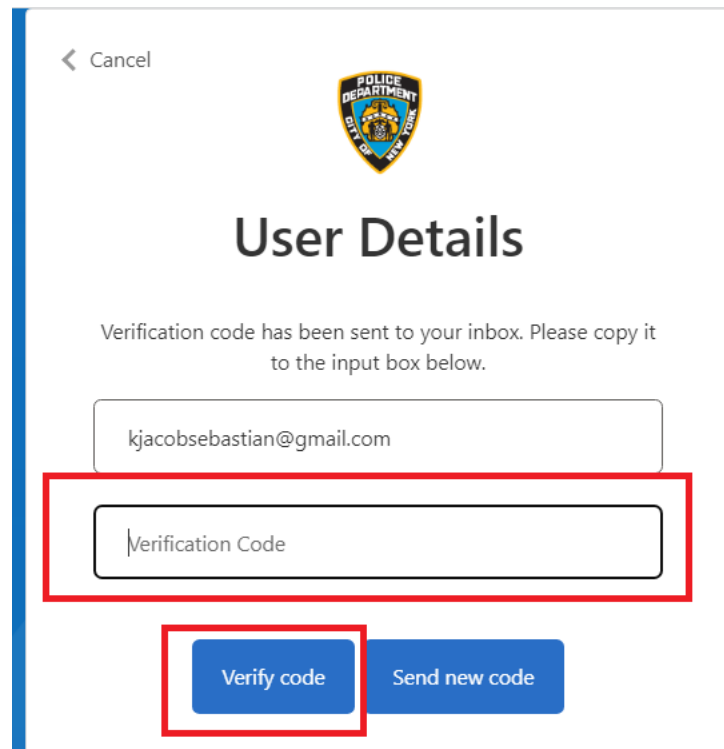 Cancel
POLICE
DEPARTMENT
CITY OF NEW YORK
User Details
Verification code has been sent to your inbox. Please copy it
to the input box below.
kjacobsebastian@gmail.com
Verification Code
Verify code Send new code